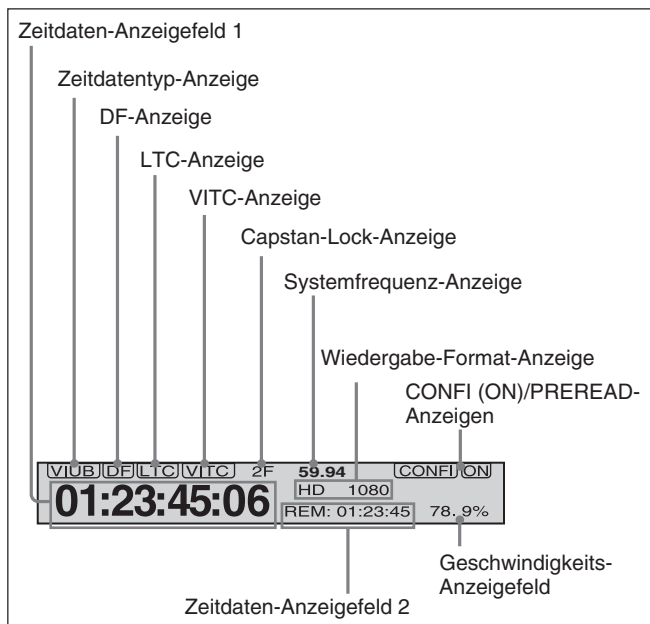 Zeitdaten-Anzeigefeld 1
Zeitdatentyp-Anzeige
DF-Anzeige
LTC-Anzeige
VITC-Anzeige
Capstan-Lock-Anzeige
Systemfrequenz-Anzeige
Wiedergabe-Format-Anzeige
CONFI (ON)/PREREAD-
Anzeigen
VIUB DF LTC VITC 2F 59.94 CONFI ON
01:23:45:06
HD 1080
REM: 01:23:45 78.9%
Geschwindigkeits-
Anzeigefeld
Zeitdaten-Anzeigefeld 2